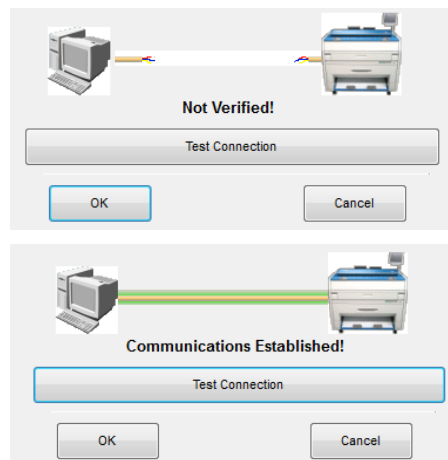 Not Verified!
Test Connection
OK Cancel
Communications Established!
Test Connection
OK Cancel